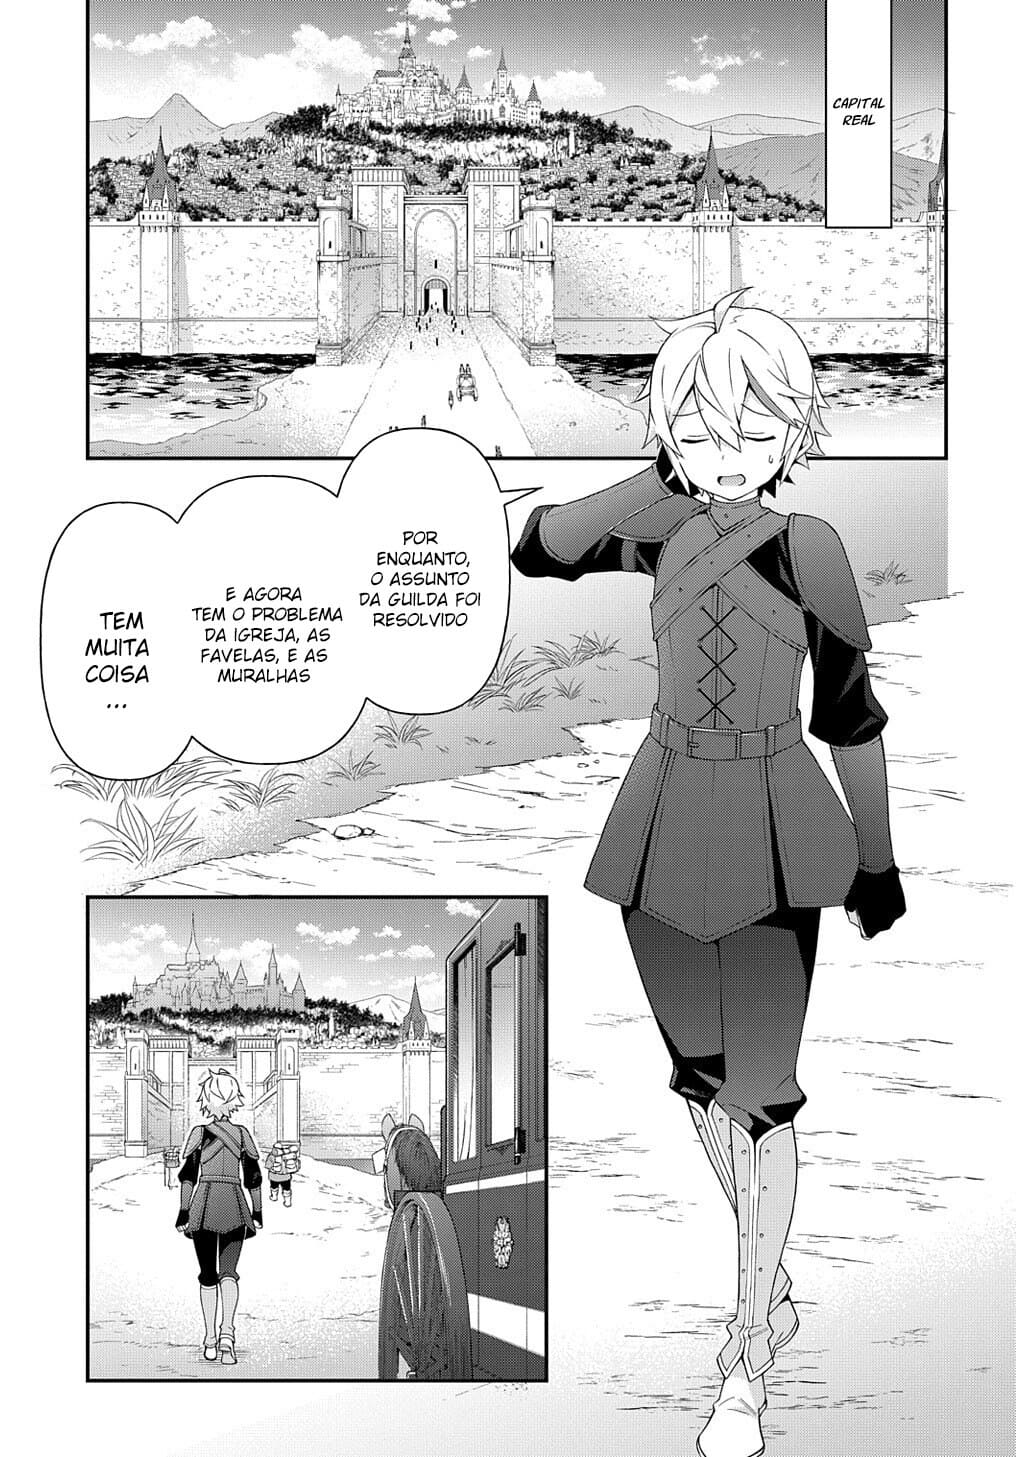 CAPITAL
REAL
POR
ENQUANTO,
O ASSUNTO
DA GUILDA FOI
RESOLVIDO
E AGORA
TEM O PROBLEMA
DA IGREJA, AS
FAVELAS, E AS
MURALHAS
TEM
MUITA
COISA
...